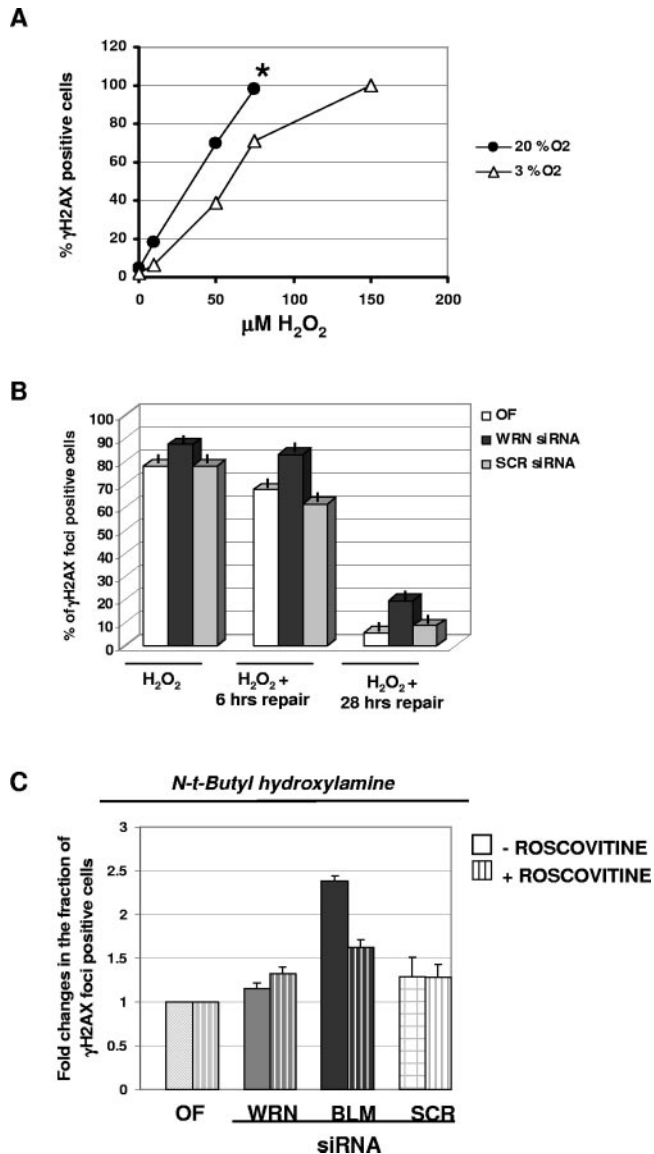 A
% γH2AX positive cells
120
100
80
60
40
20
0
*
0 50 100 150 200
μM H₂O₂
20 %O2
3 %O2
B
% of γH2AX foci positive cells
100
90
80
70
60
50
40
30
20
10
0
OF
WRN siRNA
SCR siRNA
H₂O₂
H₂O₂ +
6 hrs repair
H₂O₂ +
28 hrs repair
C
N-t-Butyl hydroxylamine
Fold changes in the fraction of
γH2AX foci positive cells
3
2.5
2
1.5
1
0.5
0
- ROSCOVITINE
+ ROSCOVITINE
OF WRN BLM SCR
siRNA